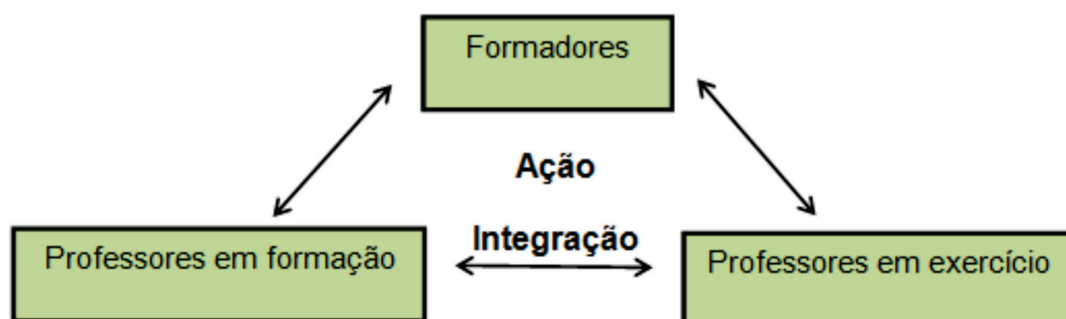 Formadores
Ação
Integração
Professores em formação
Professores em exercício